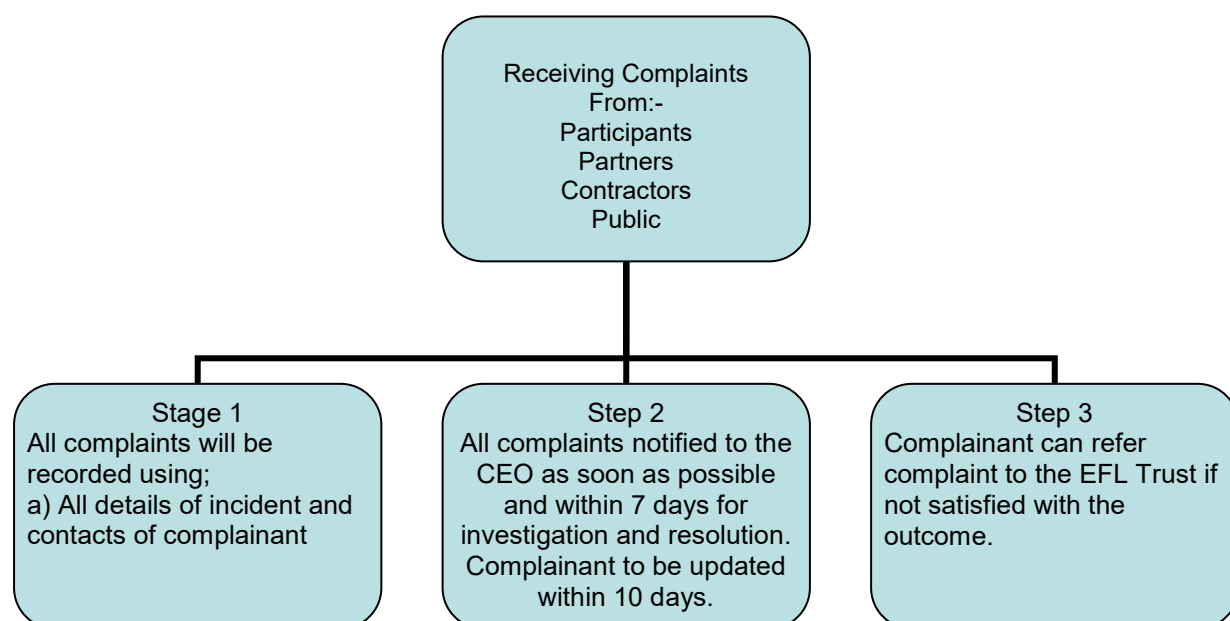 Receiving Complaints
From:-
Participants
Partners
Contractors
Public
Stage 1
All complaints will be
recorded using;
a) All details of incident and
contacts of complainant
Step 2
All complaints notified to the
CEO as soon as possible
and within 7 days for
investigation and resolution.
Complainant to be updated
within 10 days.
Step 3
Complainant can refer
complaint to the EFL Trust if
not satisfied with the
outcome.